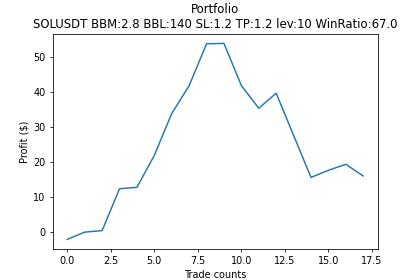 Portfolio
SOLUSDT BBM:2.8 BBL:140 SL:1.2 TP:1.2 lev:10 WinRatio:67.0
Profit ($)
50
40
30
20
10
0
0.0 2.5 5.0 7.5 10.0 12.5 15.0 17.5
Trade counts